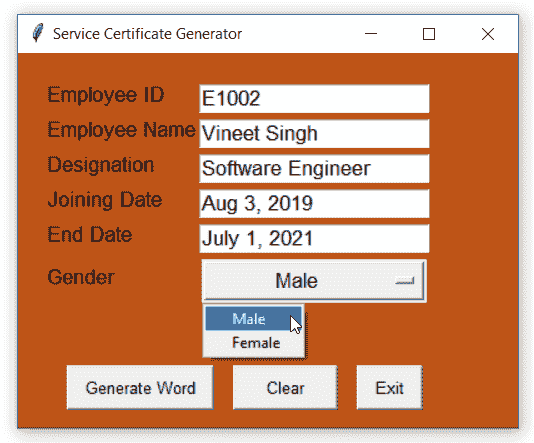 Service Certificate Generator
Employee ID E1002
Employee Name Vineet Singh
Designation Software Engineer
Joining Date Aug 3, 2019
End Date July 1, 2021
Gender Male
Male
Female
Generate Word Clear Exit